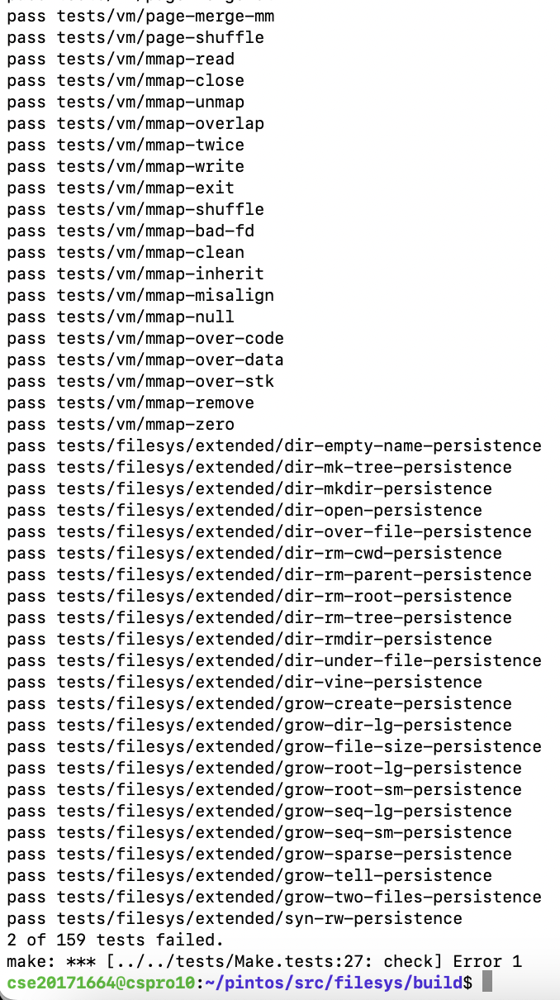 pass tests/vm/page-merge-mm
pass tests/vm/page-shuffle
pass tests/vm/mmap-read
pass tests/vm/mmap-close
pass tests/vm/mmap-unmap
pass tests/vm/mmap-overlap
pass tests/vm/mmap-twice
pass tests/vm/mmap-write
pass tests/vm/mmap-exit
pass tests/vm/mmap-shuffle
pass tests/vm/mmap-bad-fd
pass tests/vm/mmap-clean
pass tests/vm/mmap-inherit
pass tests/vm/mmap-misalign
pass tests/vm/mmap-null
pass tests/vm/mmap-over-code
pass tests/vm/mmap-over-data
pass tests/vm/mmap-over-stk
pass tests/vm/mmap-remove
pass tests/vm/mmap-zero
pass tests/filesys/extended/dir-empty-name-persistence
pass tests/filesys/extended/dir-mk-tree-persistence
pass tests/filesys/extended/dir-mkdir-persistence
pass tests/filesys/extended/dir-open-persistence
pass tests/filesys/extended/dir-over-file-persistence
pass tests/filesys/extended/dir-rm-cwd-persistence
pass tests/filesys/extended/dir-rm-parent-persistence
pass tests/filesys/extended/dir-rm-root-persistence
pass tests/filesys/extended/dir-rm-tree-persistence
pass tests/filesys/extended/dir-rmdir-persistence
pass tests/filesys/extended/dir-under-file-persistence
pass tests/filesys/extended/dir-vine-persistence
pass tests/filesys/extended/grow-create-persistence
pass tests/filesys/extended/grow-dir-lg-persistence
pass tests/filesys/extended/grow-file-size-persistence
pass tests/filesys/extended/grow-root-lg-persistence
pass tests/filesys/extended/grow-root-sm-persistence
pass tests/filesys/extended/grow-seq-lg-persistence
pass tests/filesys/extended/grow-seq-sm-persistence
pass tests/filesys/extended/grow-sparse-persistence
pass tests/filesys/extended/grow-tell-persistence
pass tests/filesys/extended/grow-two-files-persistence
pass tests/filesys/extended/syn-rw-persistence
2 of 159 tests failed.
make: *** [../../tests/Make.tests:27: check] Error 1
cse20171664@cspro10:~/pintos/src/filesys/build$